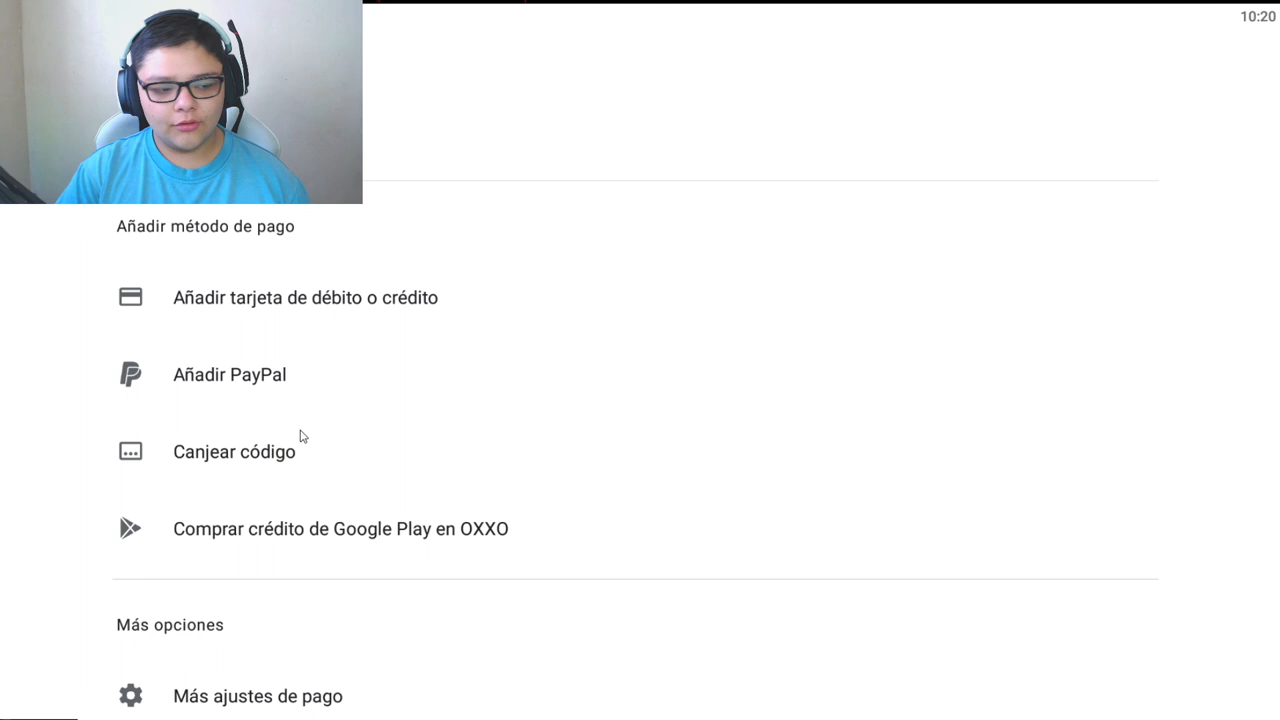 10:20
Añadir método de pago
Añadir tarjeta de débito o crédito
Añadir PayPal
Canjear código
Comprar crédito de Google Play en OXXO
Más opciones
Más ajustes de pago